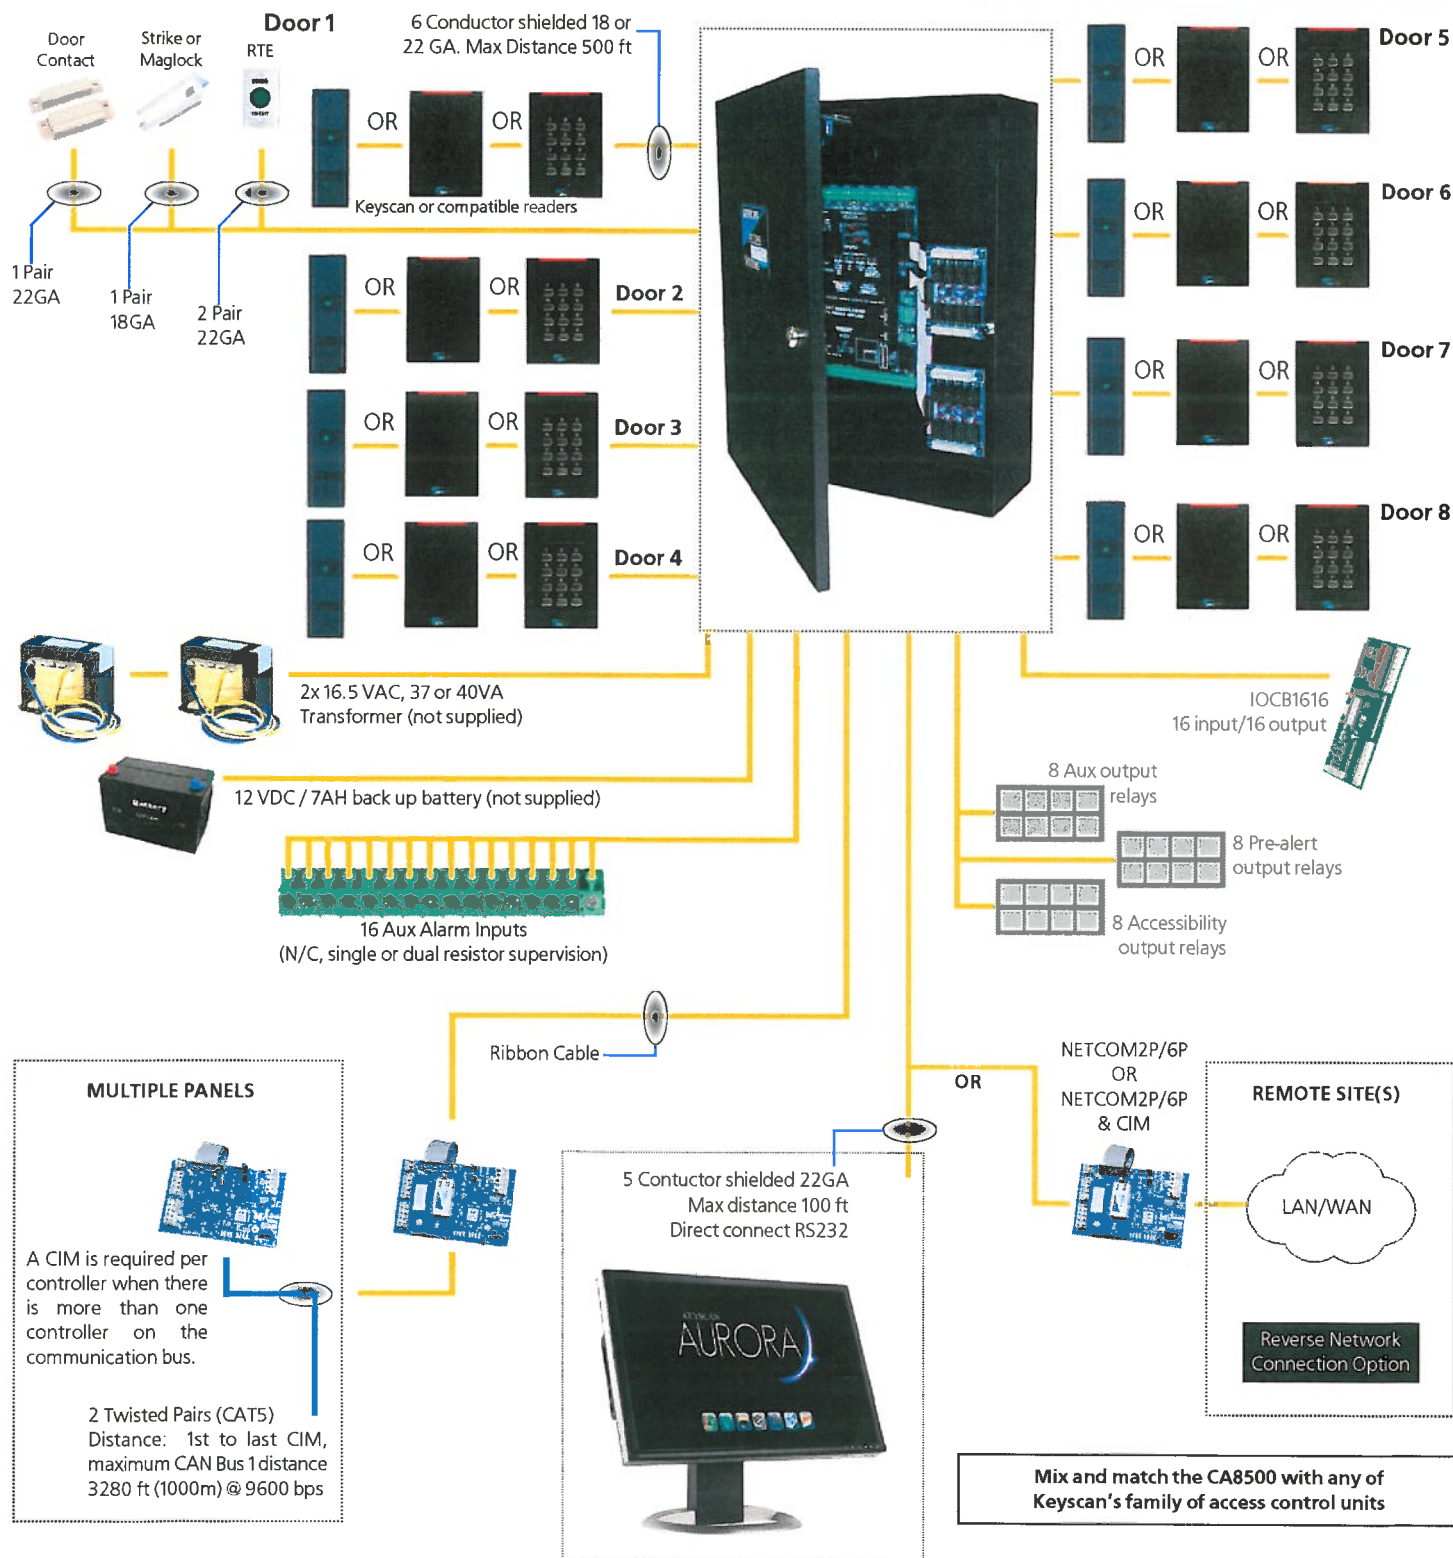 Door 1
Door
Contact
Strike or
Maglock
RTE
6 Conductor shielded 18 or
22 GA. Max Distance 500 ft
OR
OR
Keyscan or compatible readers
1 Pair
22GA
1 Pair
18GA
2 Pair
22GA
OR
OR
Door 2
OR
OR
Door 3
OR
OR
Door 4
OR
OR
Door 5
OR
OR
Door 6
OR
OR
Door 7
OR
OR
Door 8
2x 16.5 VAC, 37 or 40VA
Transformer (not supplied)
Battery
12 VDC / 7AH back up battery (not supplied)
16 Aux Alarm Inputs
(N/C, single or dual resistor supervision)
IOCB1616
16 input/16 output
8 Aux output
relays
8 Pre-alert
output relays
8 Accessibility
output relays
Ribbon Cable
MULTIPLE PANELS
A CIM is required per
controller when there
is more than one
controller on the
communication bus.
2 Twisted Pairs (CAT5)
Distance: 1st to last CIM,
maximum CAN Bus 1 distance
3280 ft (1000m) @ 9600 bps
OR
5 Contuctor shielded 22GA
Max distance 100 ft
Direct connect RS232
KEYSCAN
AURORA
NETCOM2P/6P
OR
NETCOM2P/6P
& CIM
REMOTE SITE(S)
LAN/WAN
Reverse Network
Connection Option
Mix and match the CA8500 with any of
Keyscan's family of access control units